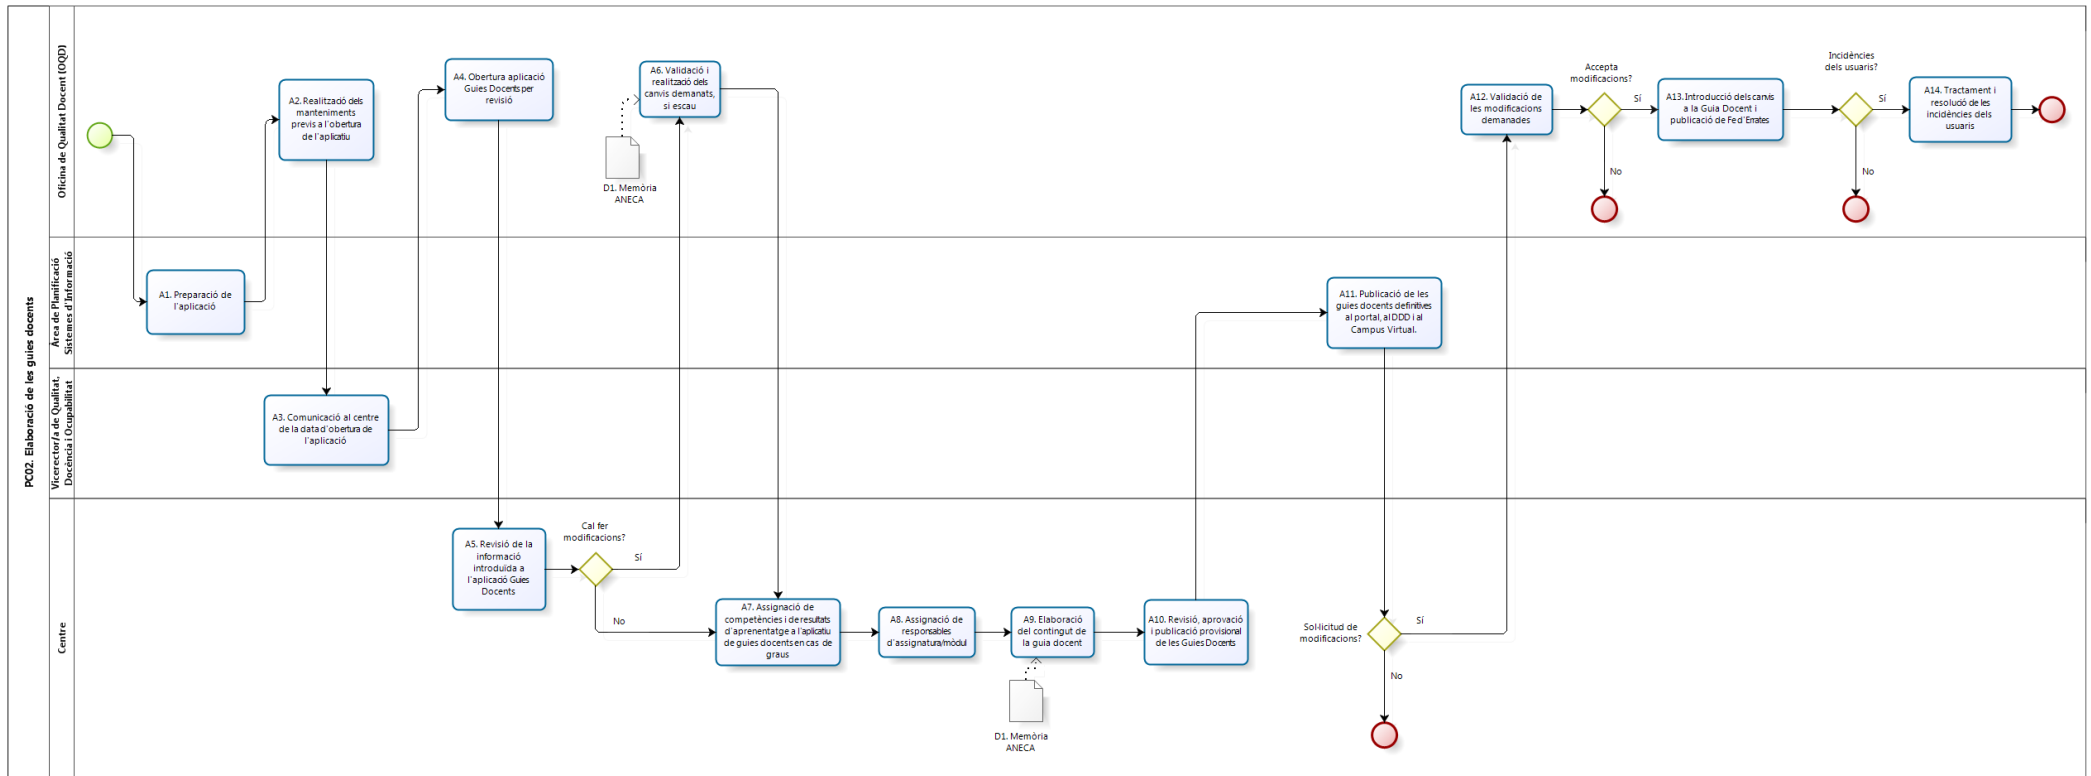 PC02. Elaboració de les guies docents
Oficina de Qualitat Docent (OQD)
A2. Realització dels
manteniments
previs a l'obertura
de l'aplicatiu
A4. Obertura aplicació
Guies Docents per
revisió
A6. Validació i
realització dels
canvis demanats,
si escau
D1. Memòria
ANECA
A12. Validació de
les modificacions
demanades
Accepta
modificacions?
Sí
No
A13. Introducció dels canvis
a la Guia Docent i
publicació de Fe d'Errates
Incidències
dels usuaris?
Sí
No
A14. Tractament i
resolució de les
incidències dels
usuaris
Àrea de Planificació
Sistemes d'Informació
A1. Preparació de
l'aplicació
A11. Publicació de les
guies docents definitives
al portal, al DDD i al
Campus Virtual.
Vicerector/a de Qualitat,
Docència i Ocupabilitat
A3. Comunicació al centre
de la data d'obertura de
l'aplicació
Centre
A5. Revisió de la
informació
introduïda a
l'aplicació Guies
Docents
Cal fer
modificacions?
Sí
No
A7. Assignació de
competències i de resultats
d'aprenentatge a l'aplicatiu
de guies docents en cas de
graus
A8. Assignació de
responsables
d'assignatura/mòdul
A9. Elaboració
del contingut de
la guia docent
D1. Memòria
ANECA
A10. Revisió, aprovació
i publicació provisional
de les Guies Docents
Sol·licitud de
modificacions?
Sí
No